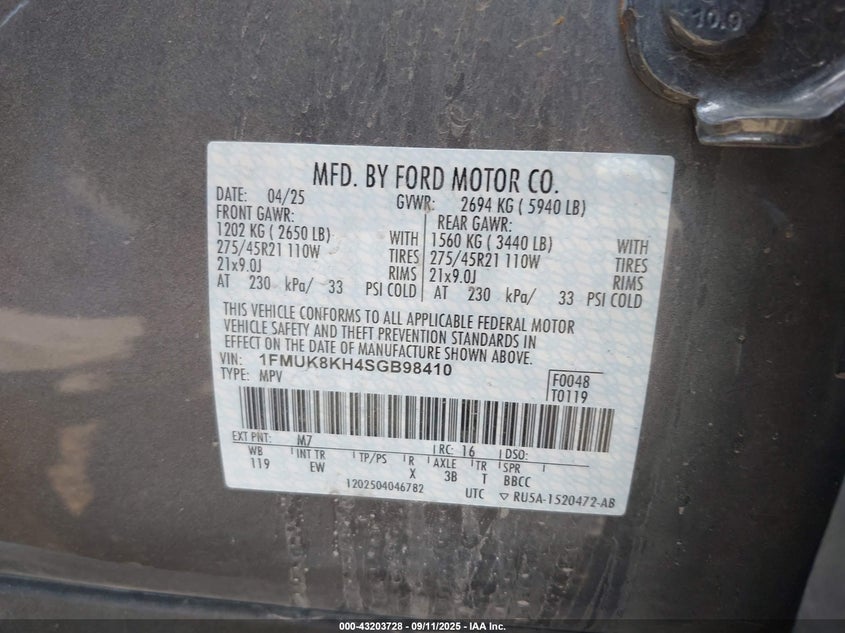 10.9
MFD. BY FORD MOTOR CO.
DATE: 04/25 GVWR: 2694 KG ( 5940 LB)
FRONT GAWR: REAR GAWR:
1202 KG ( 2650 LB) WITH 1560 KG ( 3440 LB) WITH
275/45R21 110W TIRES 275/45R21 110W TIRES
21x9.0J RIMS 21x9.0J RIMS
AT 230 kPa/ 33 PSI COLD AT 230 kPa/ 33 PSI COLD
THIS VEHICLE CONFORMS TO ALL APPLICABLE FEDERAL MOTOR
VEHICLE SAFETY AND THEFT PREVENTION STANDARDS IN
EFFECT ON THE DATE OF MANUFACTURE SHOWN ABOVE.
VIN: 1FMUK8KH4SGB98410 F0048
TYPE: MPV T0119
EXT PNT: M7 RC: 16 DSO:
WB INT TR TP/PS R AXLE TR SPR
119 EW X 3B T BBCC
1202504046782 UTC ▽ RU5A-1520472-AB
000-43203728 - 09/11/2025 - IAA Inc.